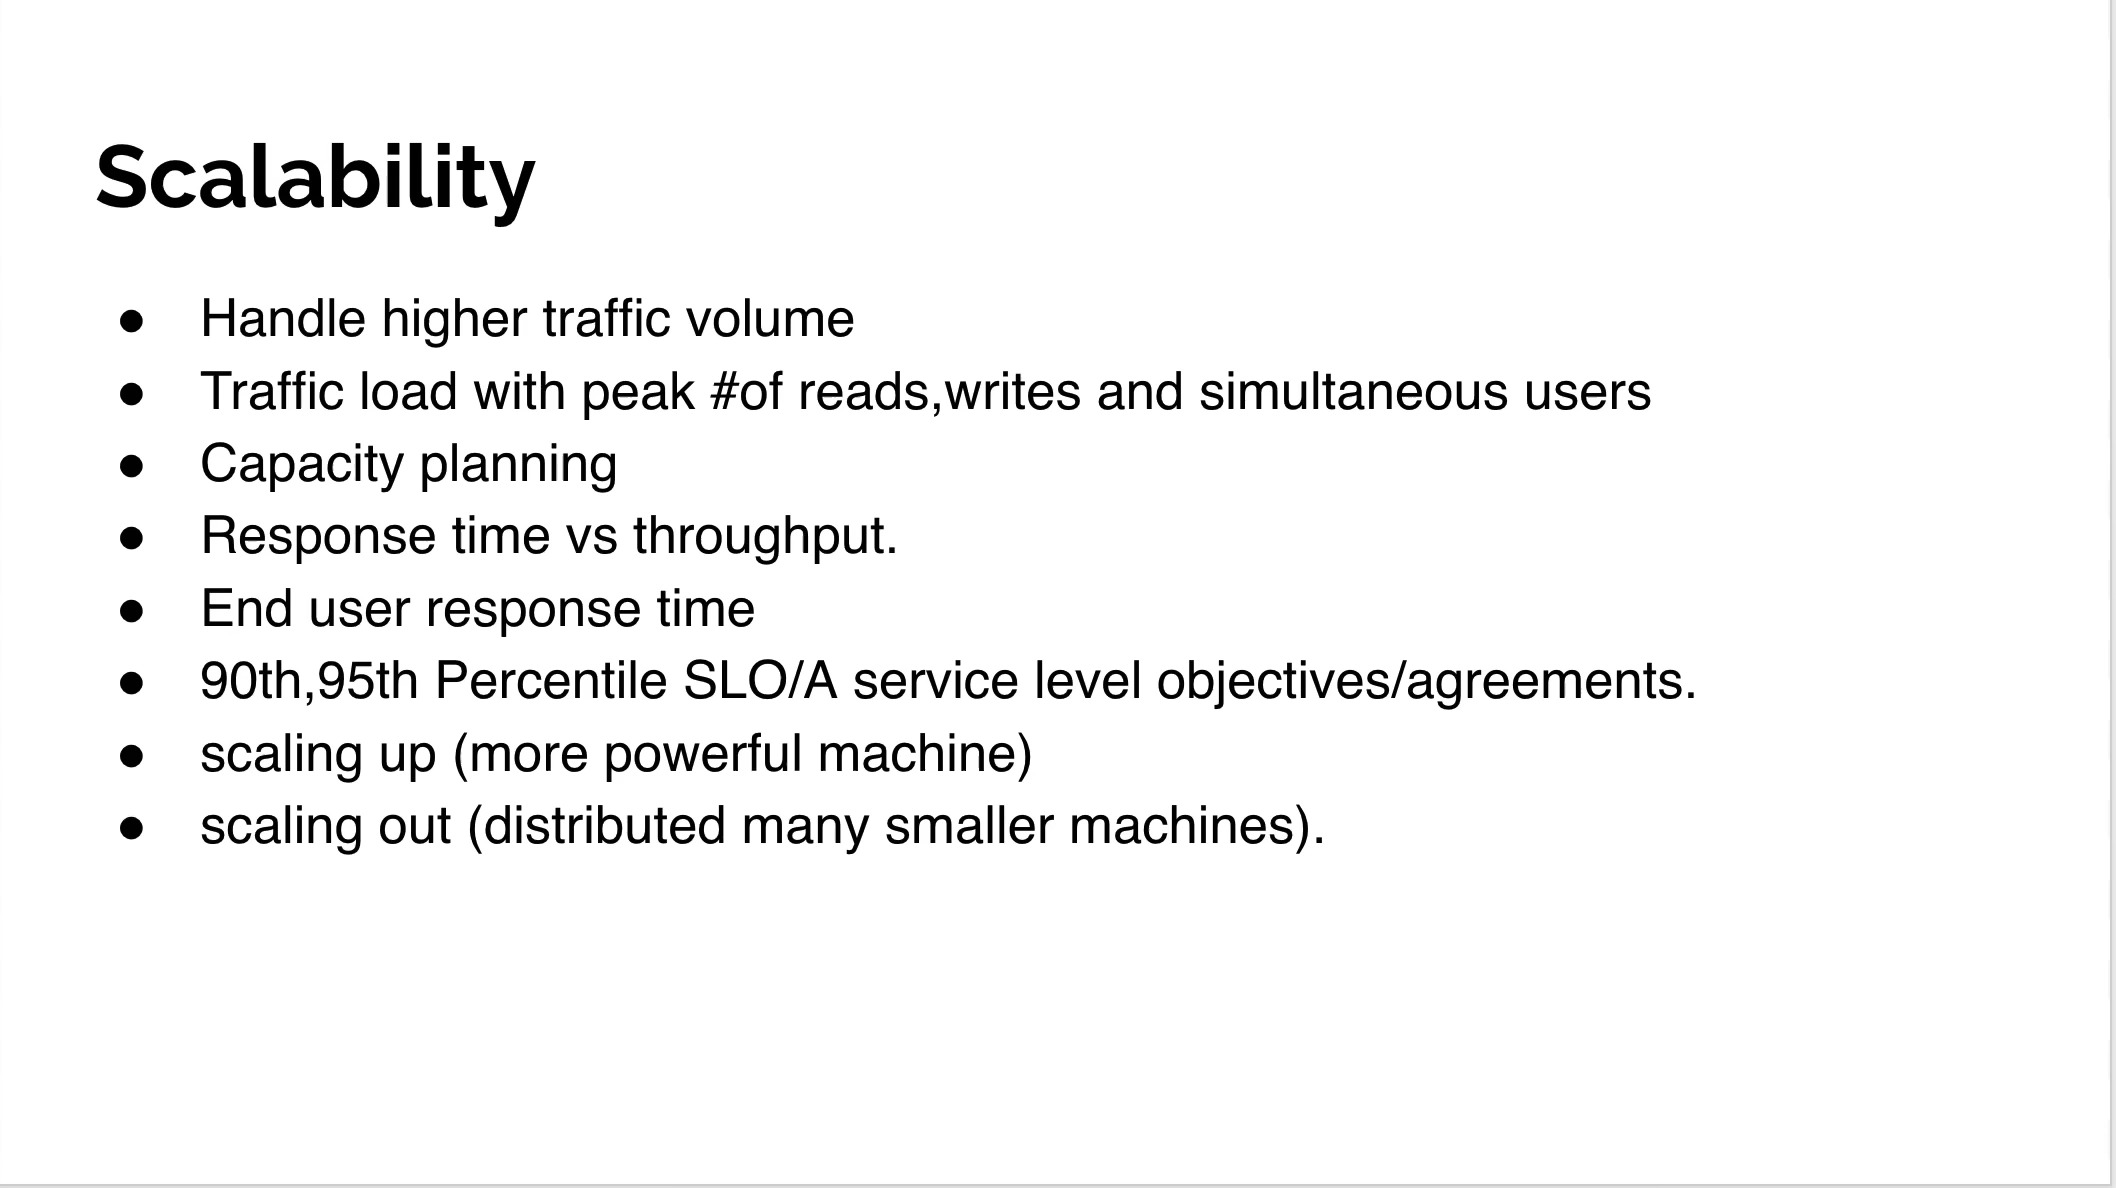 Scalability
● Handle higher traffic volume
● Traffic load with peak #of reads,writes and simultaneous users
● Capacity planning
● Response time vs throughput.
● End user response time
● 90th,95th Percentile SLO/A service level objectives/agreements.
● scaling up (more powerful machine)
● scaling out (distributed many smaller machines).